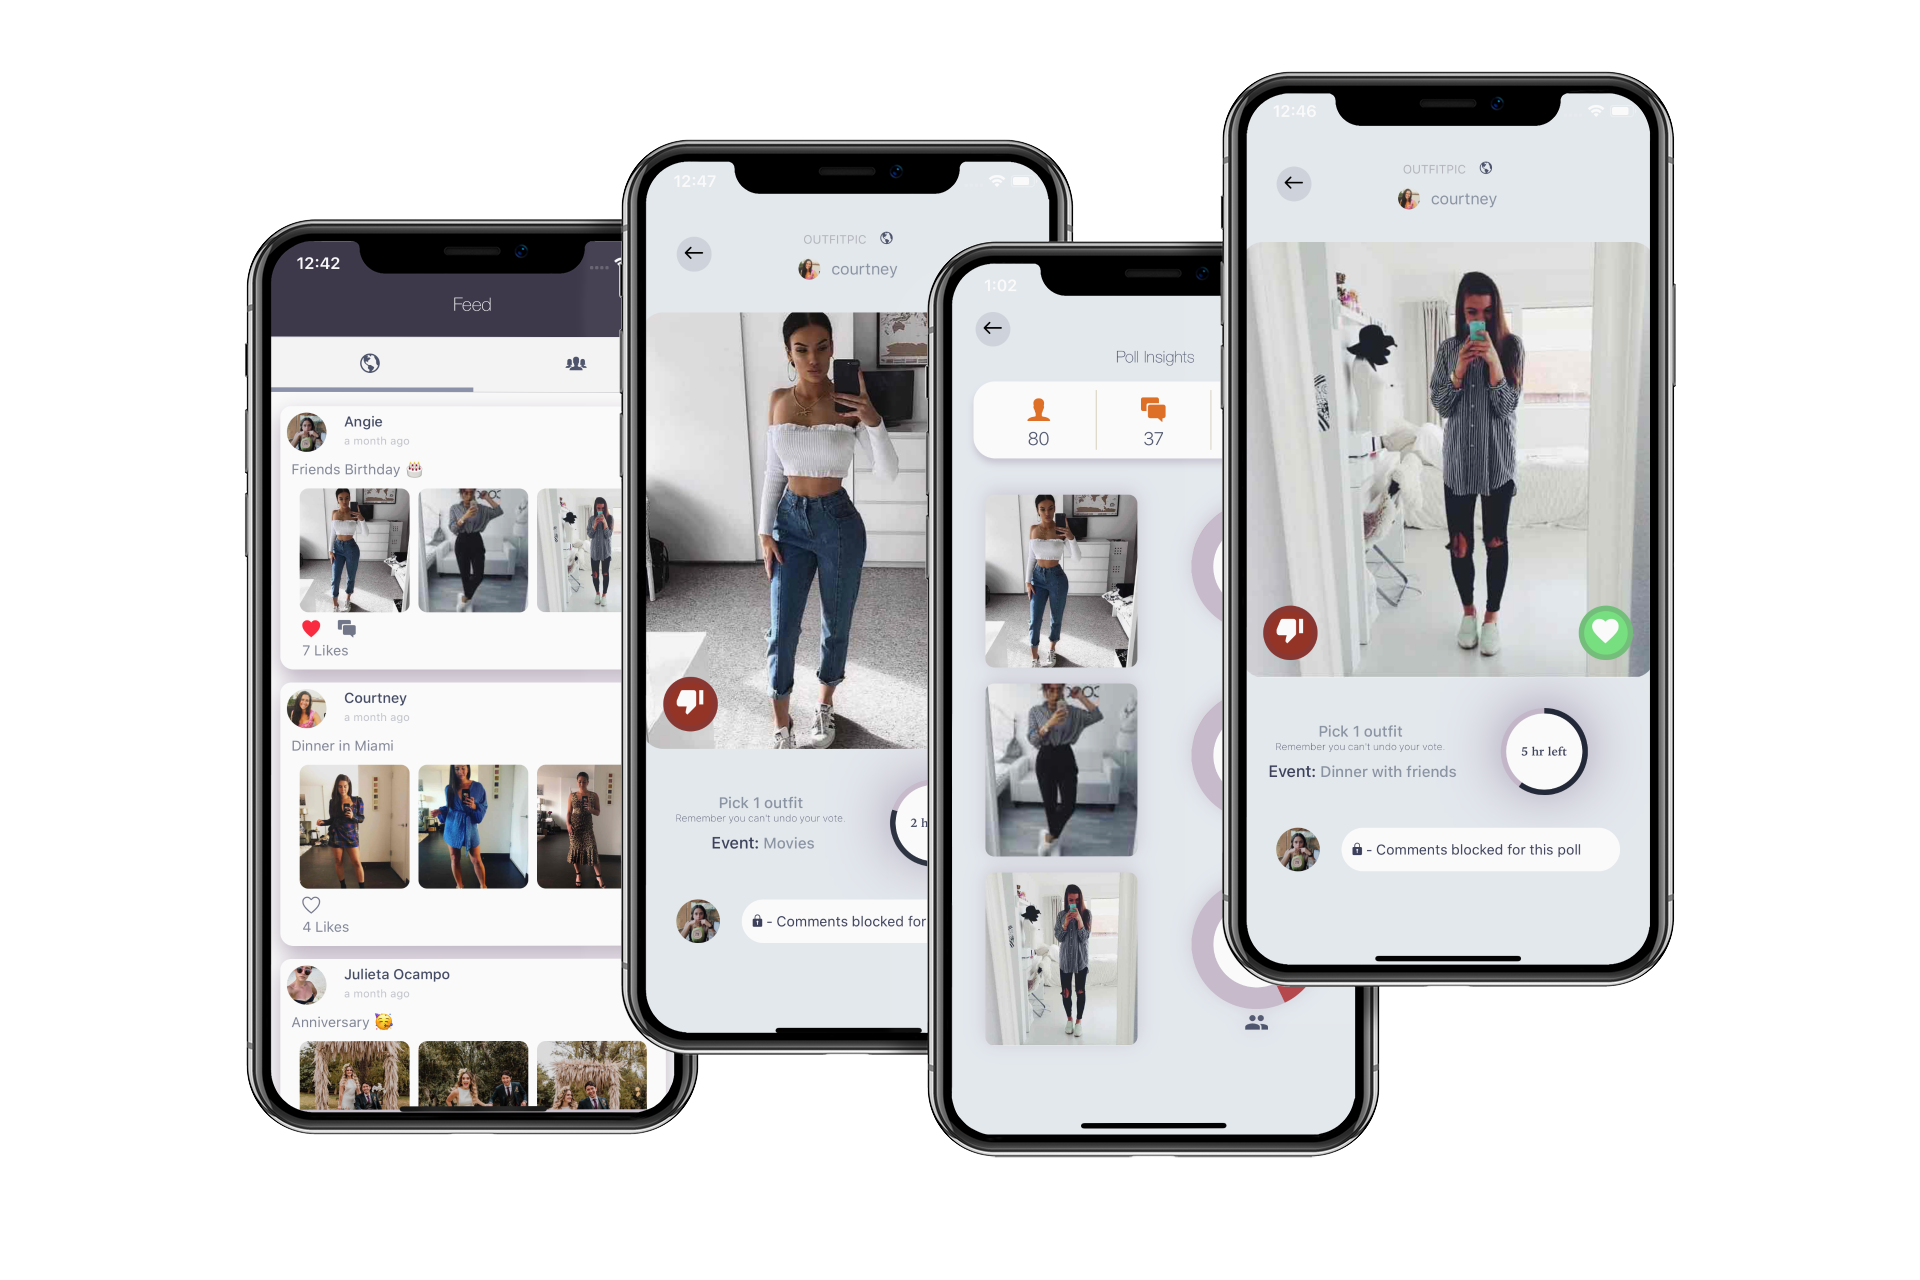 12:42
Feed
Angie
a month ago
Friends Birthday 🎂
7 Likes
Courtney
a month ago
Dinner in Miami
4 Likes
Julieta Ocampo
a month ago
Anniversary 🥳
12:47
OUTFITPIC
courtney
Pick 1 outfit
Remember you can't undo your vote.
Event: Movies
2 h
- Comments blocked for
1:02
Poll Insights
80
37
12:46
OUTFITPIC
courtney
Pick 1 outfit
Remember you can't undo your vote.
Event: Dinner with friends
5 hr left
- Comments blocked for this poll